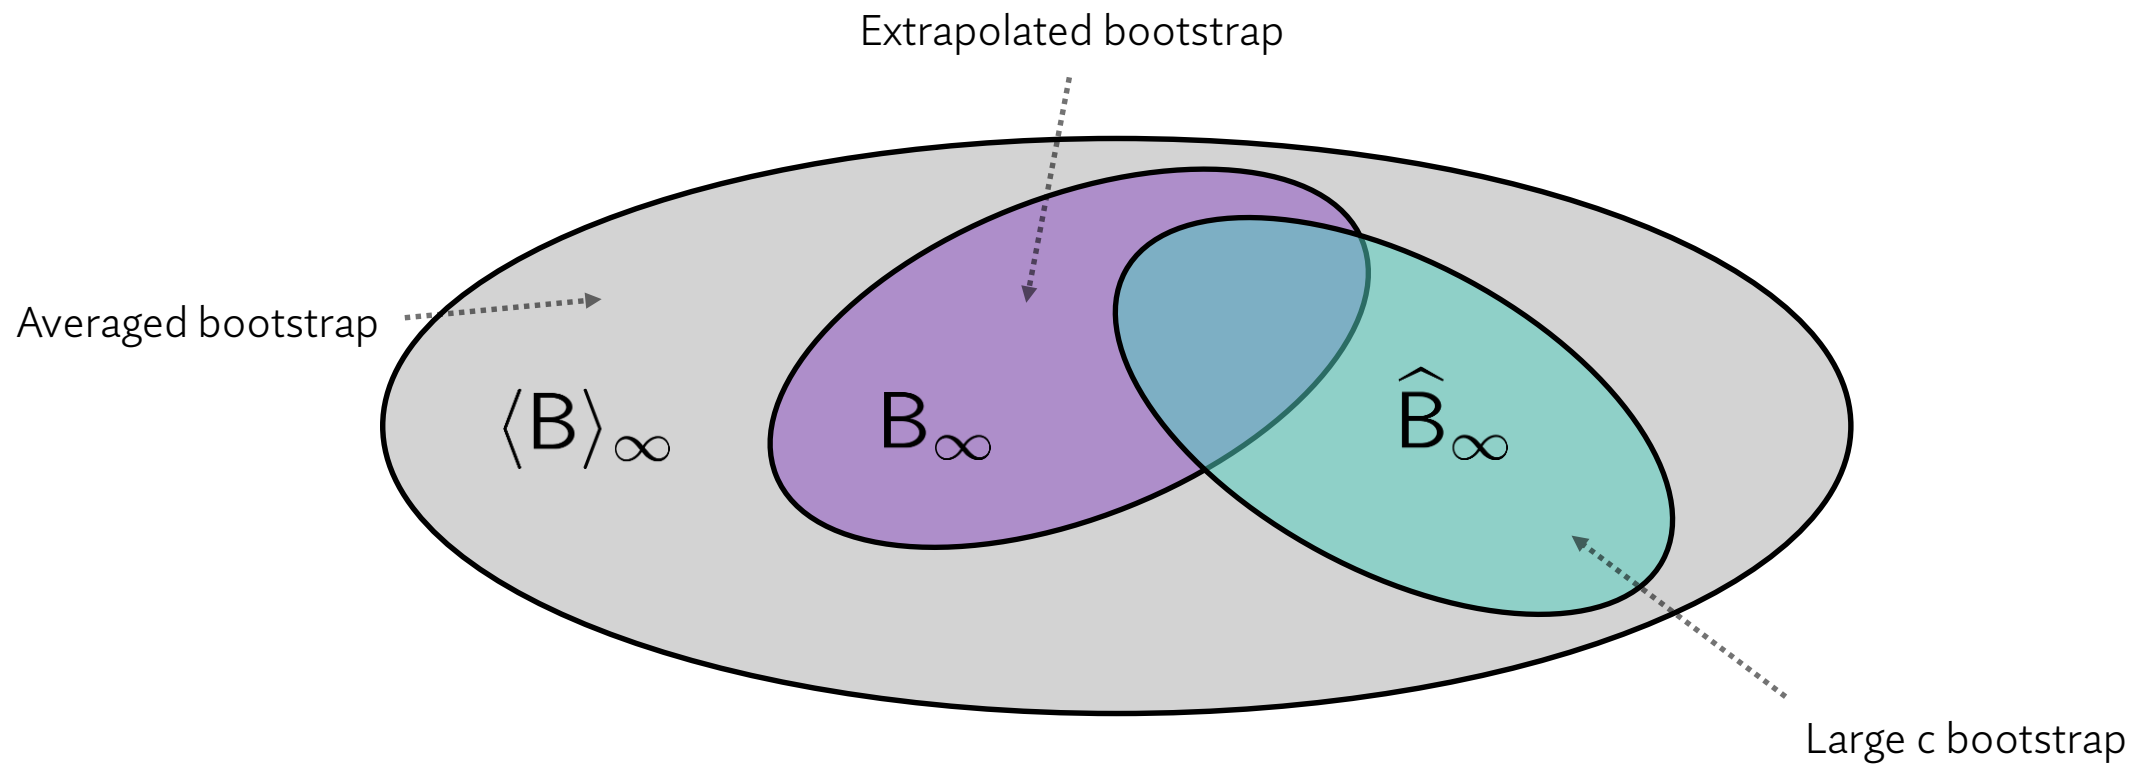 Extrapolated bootstrap
Averaged bootstrap
⟨B⟩∞
B∞
B̂∞
Large c bootstrap